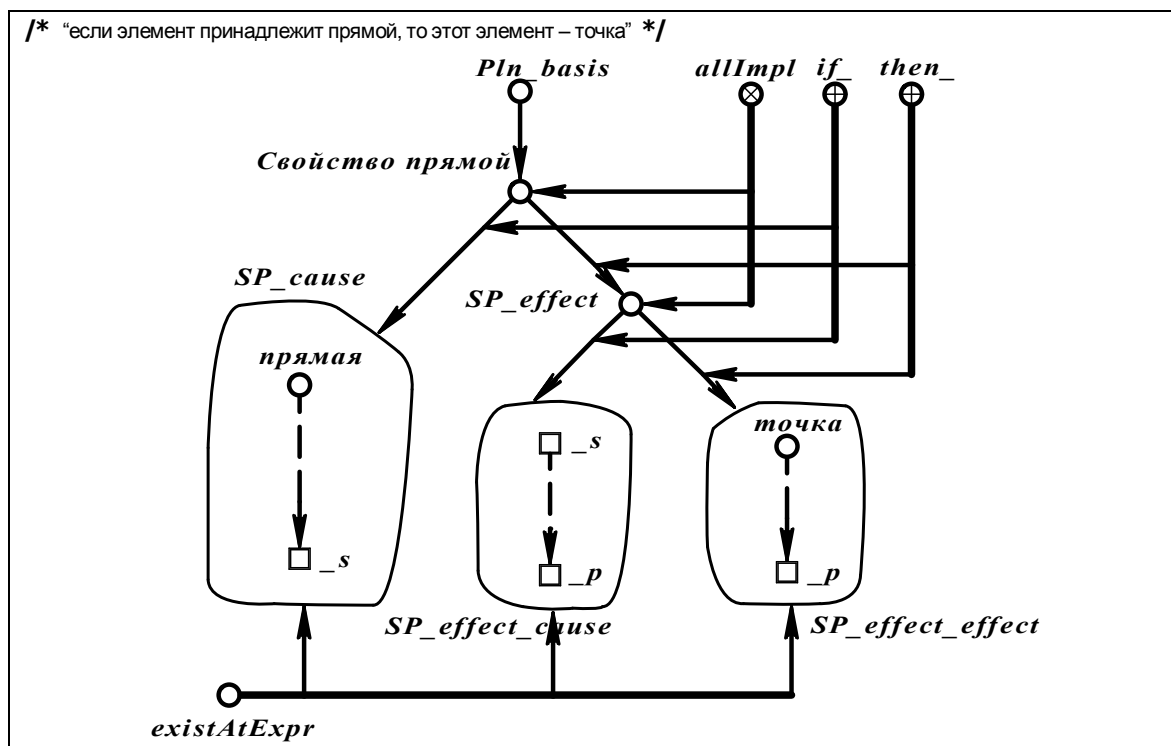 /* “если элемент принадлежит прямой, то этот элемент – точка” */
Pln_basis allImpl if_ then_
Свойство прямой
SP_cause
SP_effect
прямая
точка
_s
_s
_p
_p
SP_effect_cause
SP_effect_effect
existAtExpr